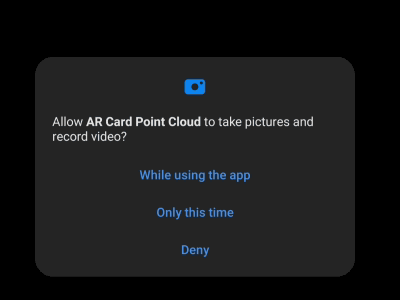 Allow AR Card Point Cloud to take pictures and
record video?
While using the app
Only this time
Deny